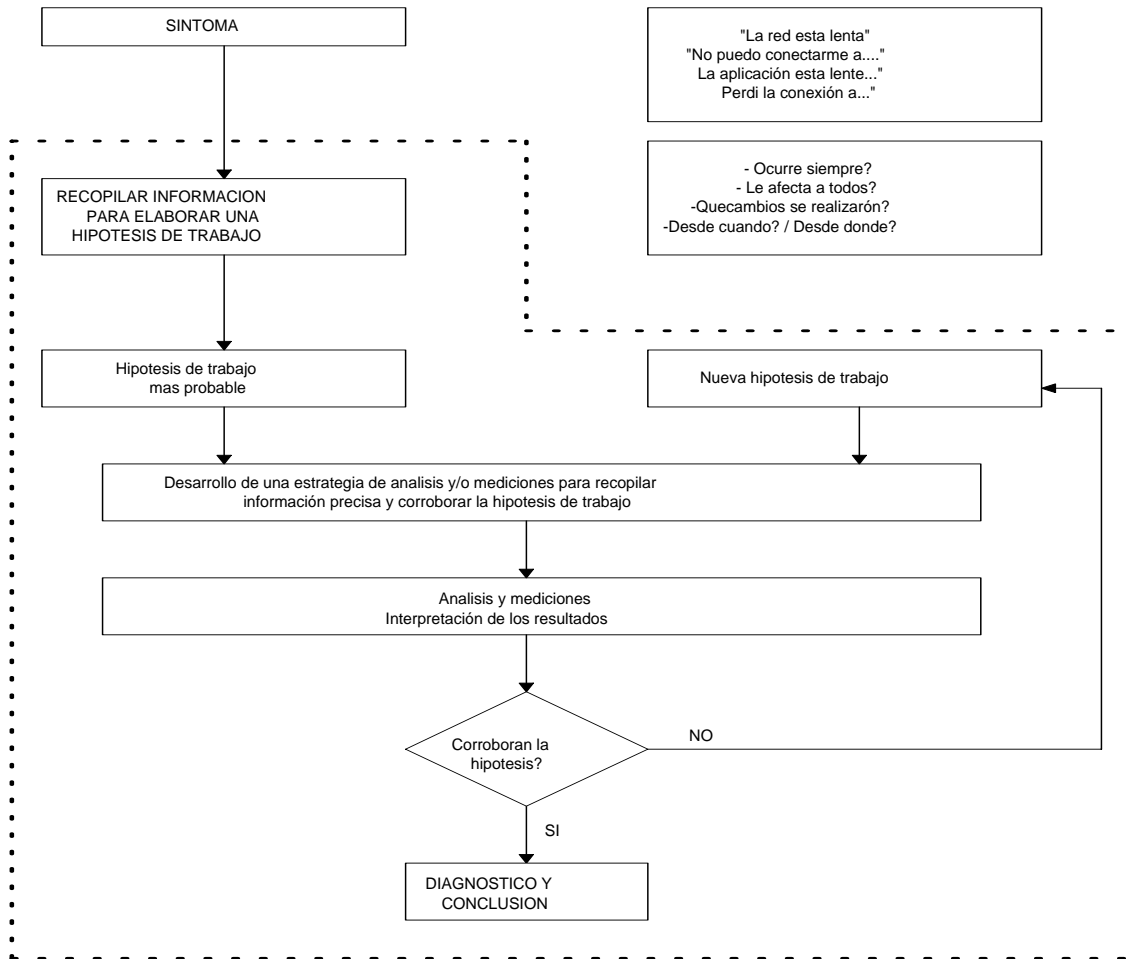 SINTOMA
"La red esta lenta"
"No puedo conectarme a...."
La aplicación esta lente..."
Perdi la conexión a..."
- Ocurre siempre?
- Le afecta a todos?
-Quecambios se realizarón?
-Desde cuando? / Desde donde?
RECOPILAR INFORMACION
PARA ELABORAR UNA
HIPOTESIS DE TRABAJO
Hipotesis de trabajo
mas probable
Nueva hipotesis de trabajo
Desarrollo de una estrategia de analisis y/o mediciones para recopilar
información precisa y corroborar la hipotesis de trabajo
Analisis y mediciones
Interpretación de los resultados
Corroboran la
hipotesis?
NO
SI
DIAGNOSTICO Y
CONCLUSION